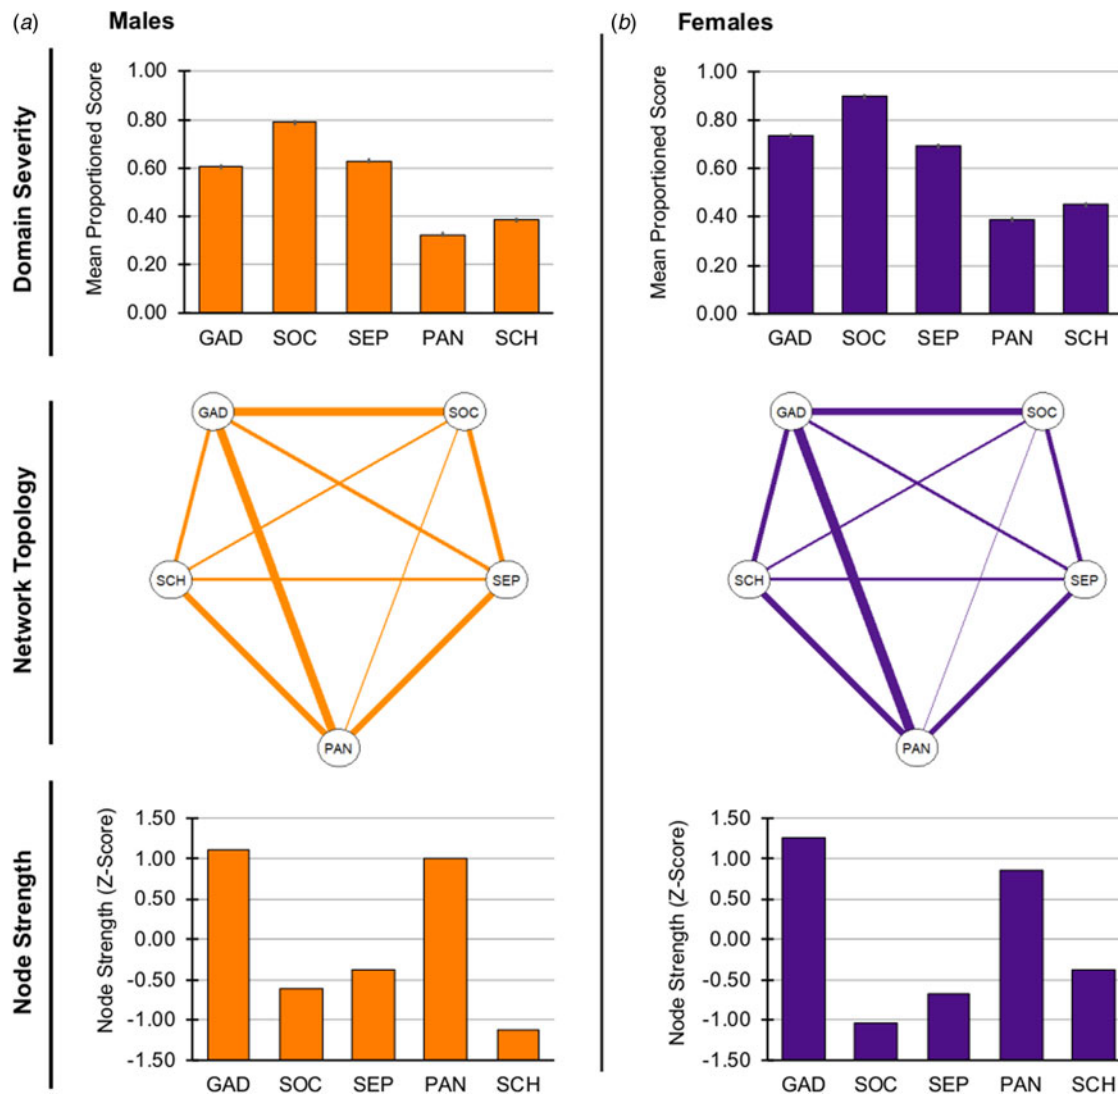 (a) Males
Domain Severity
Mean Proportioned Score
1.00
0.80
0.60
0.40
0.20
0.00
GAD SOC SEP PAN SCH
Network Topology
GAD SOC
SCH SEP
PAN
Node Strength
Node Strength (Z-Score)
1.50
1.00
0.50
0.00
-0.50
-1.00
-1.50
GAD SOC SEP PAN SCH
(b) Females
Mean Proportioned Score
1.00
0.80
0.60
0.40
0.20
0.00
GAD SOC SEP PAN SCH
GAD SOC
SCH SEP
PAN
Node Strength (Z-Score)
1.50
1.00
0.50
0.00
-0.50
-1.00
-1.50
GAD SOC SEP PAN SCH